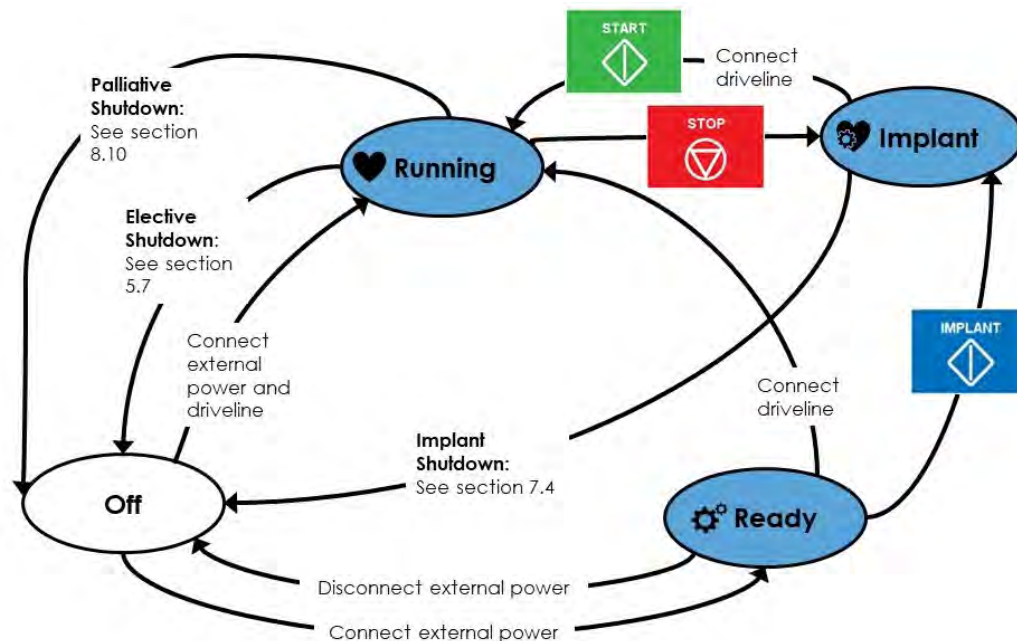 START
Connect
driveline
Palliative
Shutdown:
See section
8.10
STOP
Implant
Running
Elective
Shutdown:
See section
5.7
IMPLANT
Connect
external
power and
driveline
Connect
driveline
Implant
Shutdown:
See section 7.4
Off
Ready
Disconnect external power
Connect external power